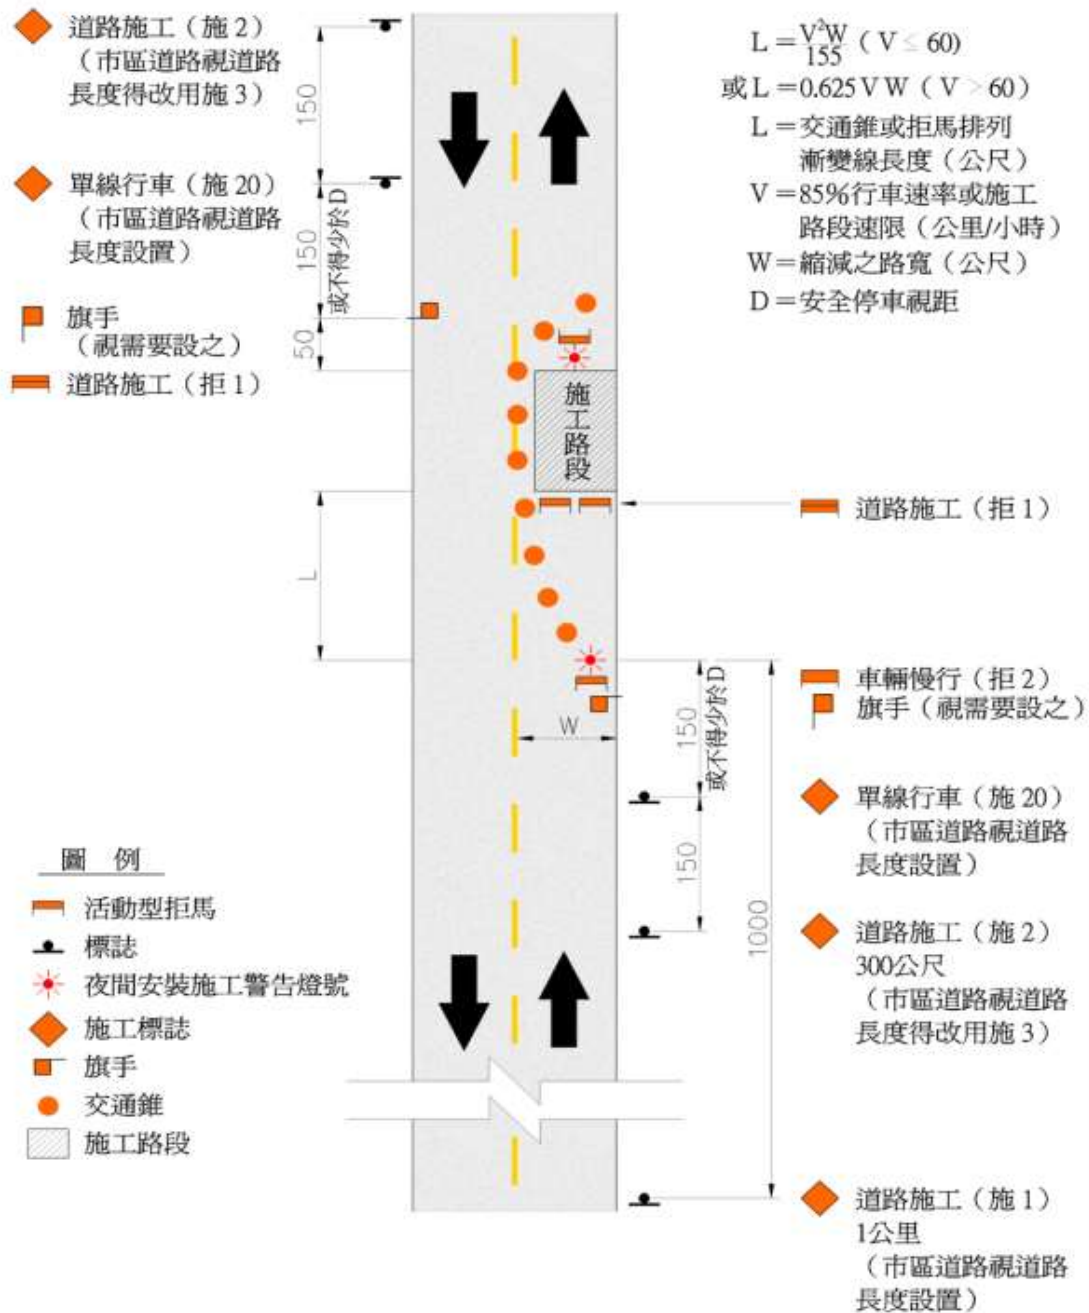 道路施工（施 2）
（市區道路視道路
長度得改用施 3）
單線行車（施 20）
（市區道路視道路
長度設置）
旗手
（視需要設之）
道路施工（拒 1）
150
150
或不得少於D
50
L
L＝V²W/155（V ≤ 60)
或 L＝0.625 V W（V > 60）
L＝交通錐或拒馬排列
漸變線長度（公尺）
V＝85%行車速率或施工
路段速限（公里/小時）
W＝縮減之路寬（公尺）
D＝安全停車視距
施工路段
W
道路施工（拒 1）
150
或不得少於D
150
1000
車輛慢行（拒 2）
旗手（視需要設之）
單線行車（施 20）
（市區道路視道路
長度設置）
道路施工（施 2）
300公尺
（市區道路視道路
長度得改用施 3）
道路施工（施 1）
1公里
（市區道路視道路
長度設置）
圖 例
活動型拒馬
標誌
夜間安裝施工警告燈號
施工標誌
旗手
交通錐
施工路段